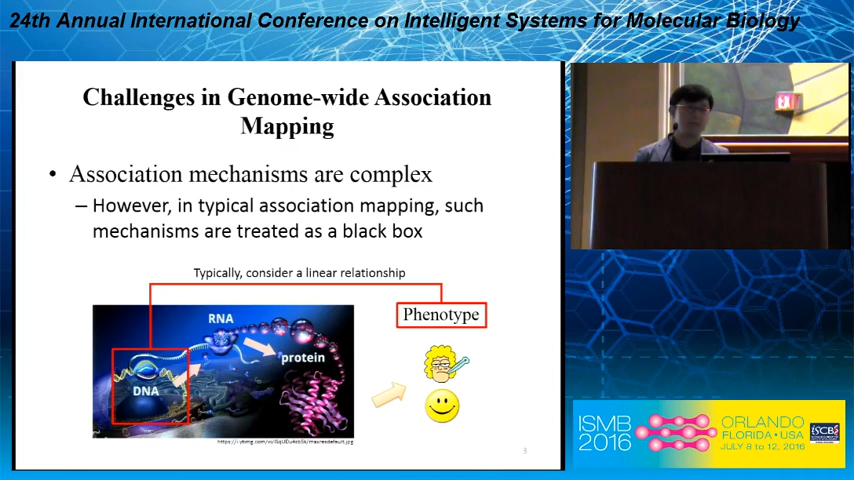 24th Annual International Conference on Intelligent Systems for Molecular Biology
Challenges in Genome-wide Association
Mapping
• Association mechanisms are complex
– However, in typical association mapping, such
mechanisms are treated as a black box
Typically, consider a linear relationship
RNA
Phenotype
protein
DNA
3
ISMB
2016
ORLANDO
FLORIDA • USA
JULY 8 to 12, 2016
ISCB